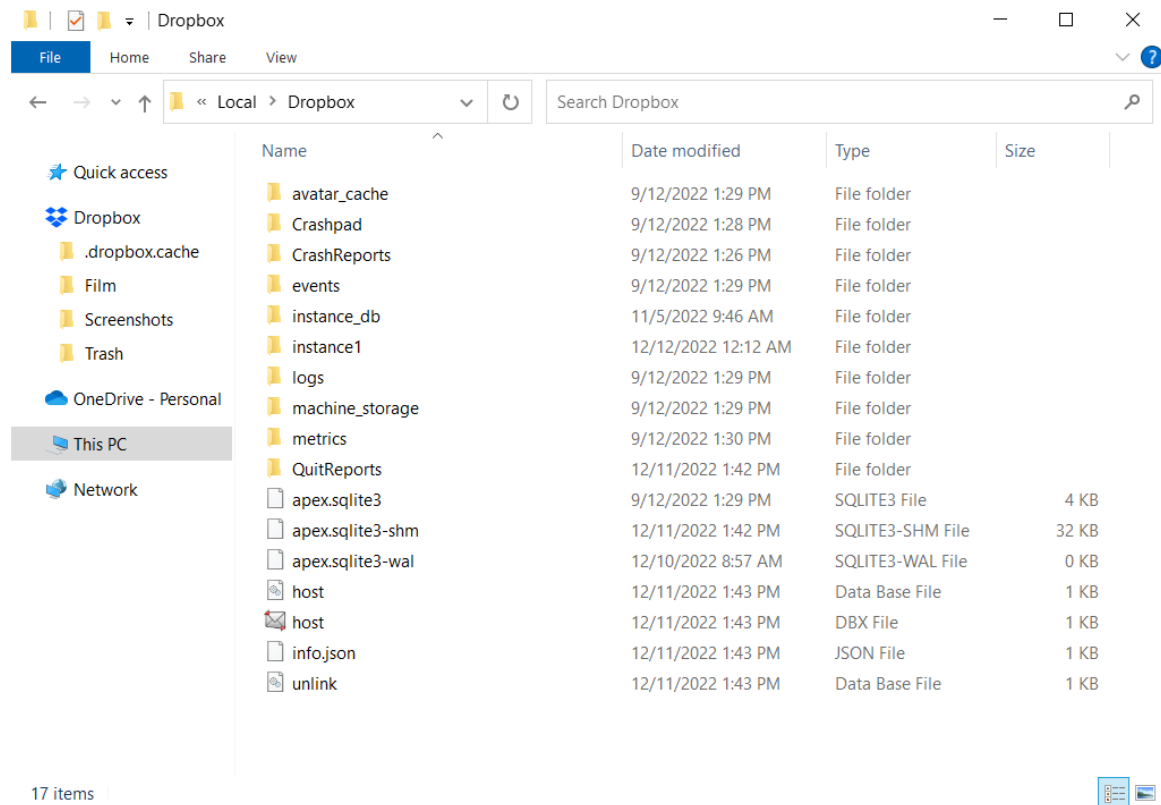 Dropbox
File Home Share View ?
« Local > Dropbox Search Dropbox
Name Date modified Type Size
Quick access
Dropbox
.dropbox.cache
Film
Screenshots
Trash
OneDrive - Personal
This PC
Network
avatar_cache 9/12/2022 1:29 PM File folder
Crashpad 9/12/2022 1:28 PM File folder
CrashReports 9/12/2022 1:26 PM File folder
events 9/12/2022 1:29 PM File folder
instance_db 11/5/2022 9:46 AM File folder
instance1 12/12/2022 12:12 AM File folder
logs 9/12/2022 1:29 PM File folder
machine_storage 9/12/2022 1:29 PM File folder
metrics 9/12/2022 1:30 PM File folder
QuitReports 12/11/2022 1:42 PM File folder
apex.sqlite3 9/12/2022 1:29 PM SQLITE3 File 4 KB
apex.sqlite3-shm 12/11/2022 1:42 PM SQLITE3-SHM File 32 KB
apex.sqlite3-wal 12/10/2022 8:57 AM SQLITE3-WAL File 0 KB
host 12/11/2022 1:43 PM Data Base File 1 KB
host 12/11/2022 1:43 PM DBX File 1 KB
info.json 12/11/2022 1:43 PM JSON File 1 KB
unlink 12/11/2022 1:43 PM Data Base File 1 KB
17 items